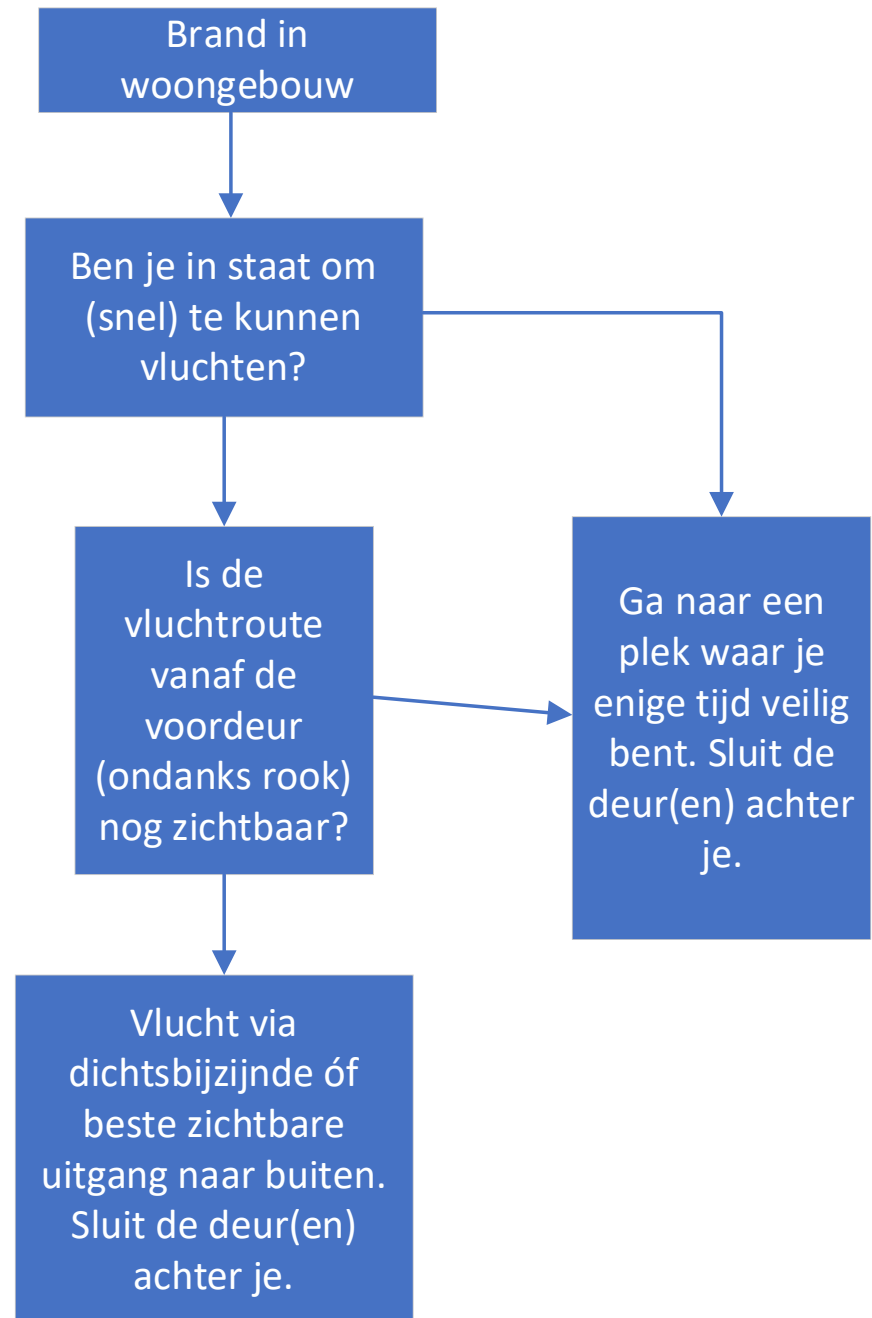 Brand in
woongebouw
Ben je in staat om
(snel) te kunnen
vluchten?
Is de
vluchtroute
vanaf de
voordeur
(ondanks rook)
nog zichtbaar?
Ga naar een
plek waar je
enige tijd veilig
bent. Sluit de
deur(en) achter
je.
Vlucht via
dichtsbijzijnde óf
beste zichtbare
uitgang naar buiten.
Sluit de deur(en)
achter je.